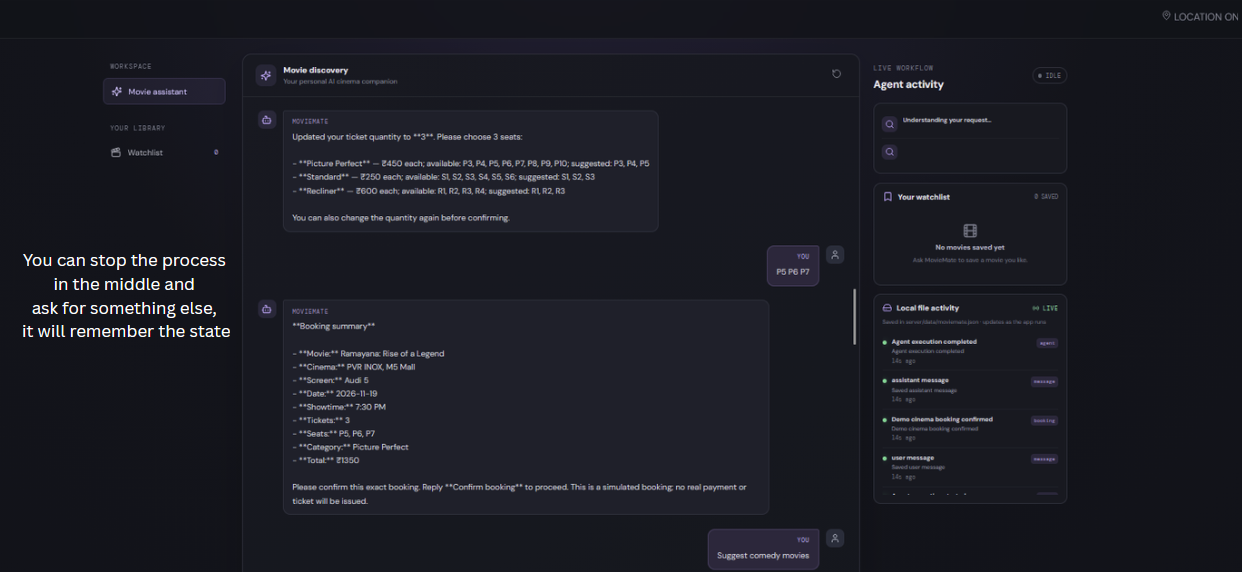 LOCATION ON
WORKSPACE
Movie assistant
YOUR LIBRARY
Watchlist
0
You can stop the process
in the middle and
ask for something else,
it will remember the state
Movie discovery
Your personal AI cinema companion
MOVIEMATE
Updated your ticket quantity to **3**. Please choose 3 seats:
- **Picture Perfect** — ₹450 each; available: P3, P4, P5, P6, P7, P8, P9, P10; suggested: P3, P4, P5
- **Standard** — ₹250 each; available: S1, S2, S3, S4, S5, S6; suggested: S1, S2, S3
- **Recliner** — ₹600 each; available: R1, R2, R3, R4; suggested: R1, R2, R3
You can also change the quantity again before confirming.
YOU
P5 P6 P7
MOVIEMATE
**Booking summary**
- **Movie:** Ramayana: Rise of a Legend
- **Cinema:** PVR INOX, M5 Mall
- **Screen:** Audi 5
- **Date:** 2026-11-19
- **Showtime:** 7:30 PM
- **Tickets:** 3
- **Seats:** P5, P6, P7
- **Category:** Picture Perfect
- **Total:** ₹1350
Please confirm this exact booking. Reply **Confirm booking** to proceed. This is a simulated booking; no real payment or
ticket will be issued.
YOU
Suggest comedy movies
LIVE WORKFLOW
Agent activity
IDLE
Understanding your request...
Your watchlist
0 SAVED
No movies saved yet
Ask MovieMate to save a movie you like.
Local file activity
LIVE
Saved in server/data/moviemate.json · updates as the app runs
Agent execution completed
agent
Agent execution completed
14s ago
assistant message
message
Saved assistant message
14s ago
Demo cinema booking confirmed
booking
Demo cinema booking confirmed
14s ago
user message
message
Saved user message
14s ago